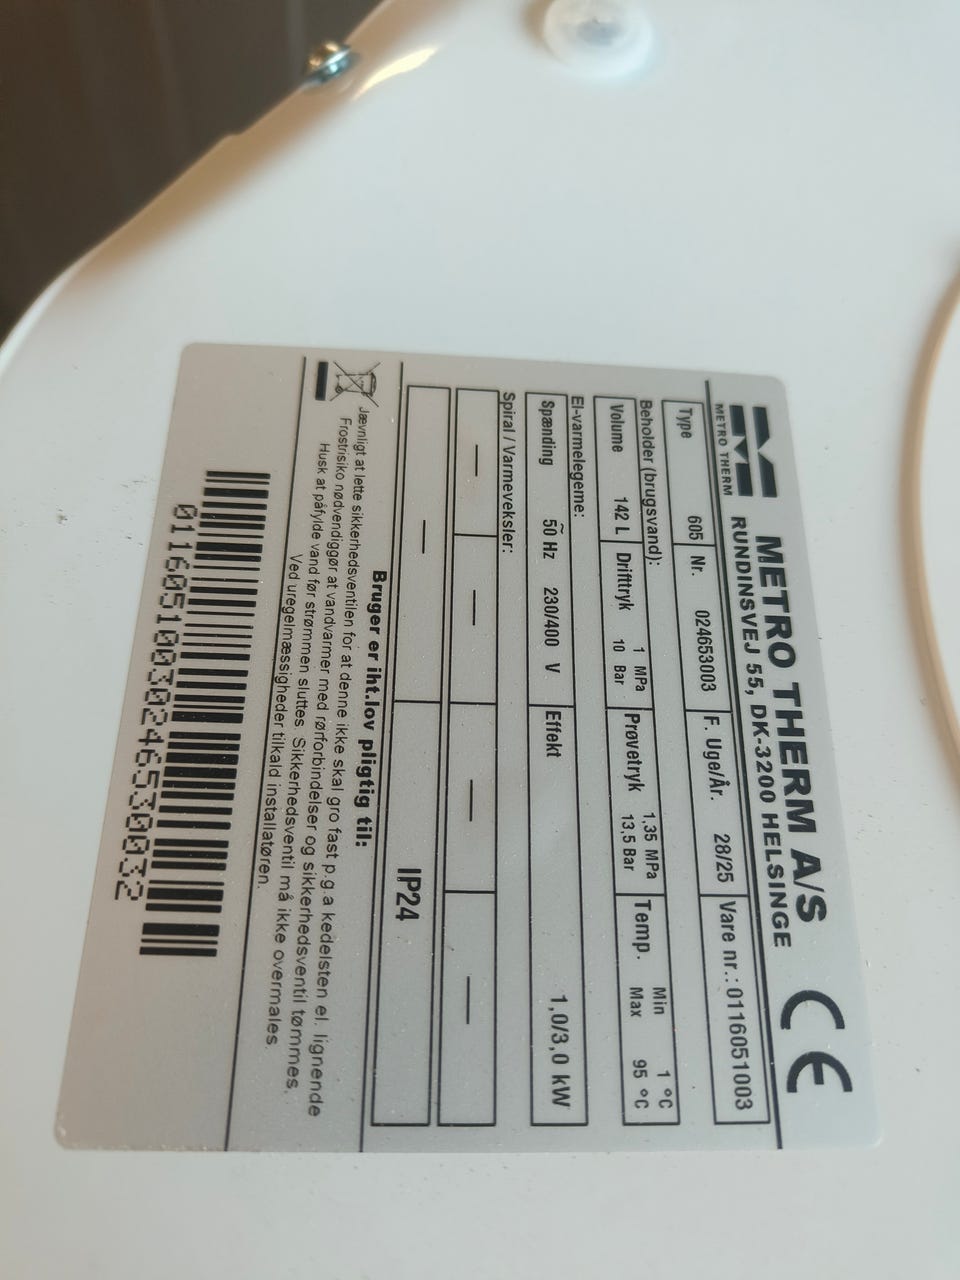 METRO THERM
METRO THERM A/S
RUNDINSVEJ 55, DK-3200 HELSINGE
CE
Type 605 Nr. 024653003 F. Uge/År. 28/25 Vare nr.: 0116051003
Beholder (brugsvand):
Volume 142 L Drifttryk 1 MPa 10 Bar Prøvetryk 1,35 MPa 13,5 Bar Temp. Min 1 °C Max 95 °C
El-varmelegeme:
Spænding 50 Hz 230/400 V Effekt 1,0/3,0 kW
Spiral / Varmeveksler:
— — — —
— IP24
Bruger er iht.lov pligtig til:
Jævnligt at lette sikkerhedsventilen for at denne ikke skal gro fast p.g.a kedelsten el. lignende
Frostrisiko nødvendiggør at vandvarmer med rørforbindelser og sikkerhedsventil tømmes.
Husk at påfylde vand før strømmen sluttes. Sikkerhedsventil må ikke overmales.
Ved uregelmæssigheder tilkald installatøren.
01160510030246530032